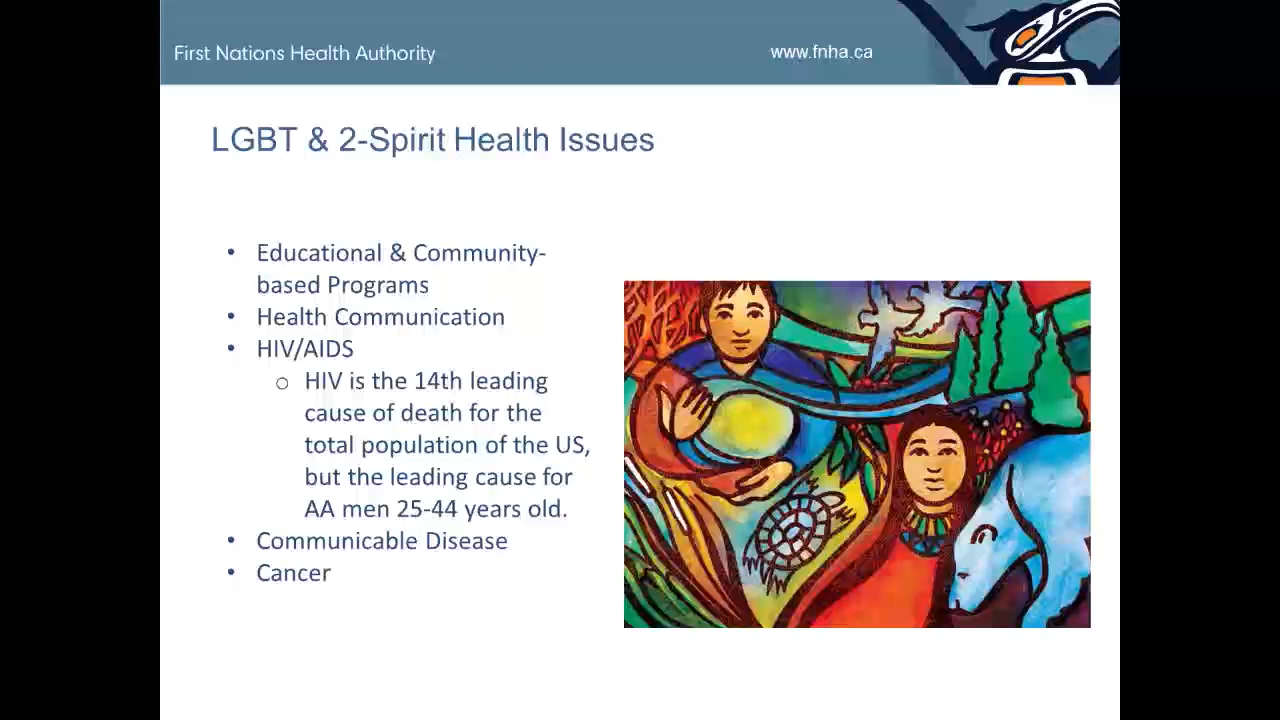 First Nations Health Authority
www.fnha.ca
LGBT & 2-Spirit Health Issues
• Educational & Community-
based Programs
• Health Communication
• HIV/AIDS
o HIV is the 14th leading
cause of death for the
total population of the US,
but the leading cause for
AA men 25-44 years old.
• Communicable Disease
• Cancer